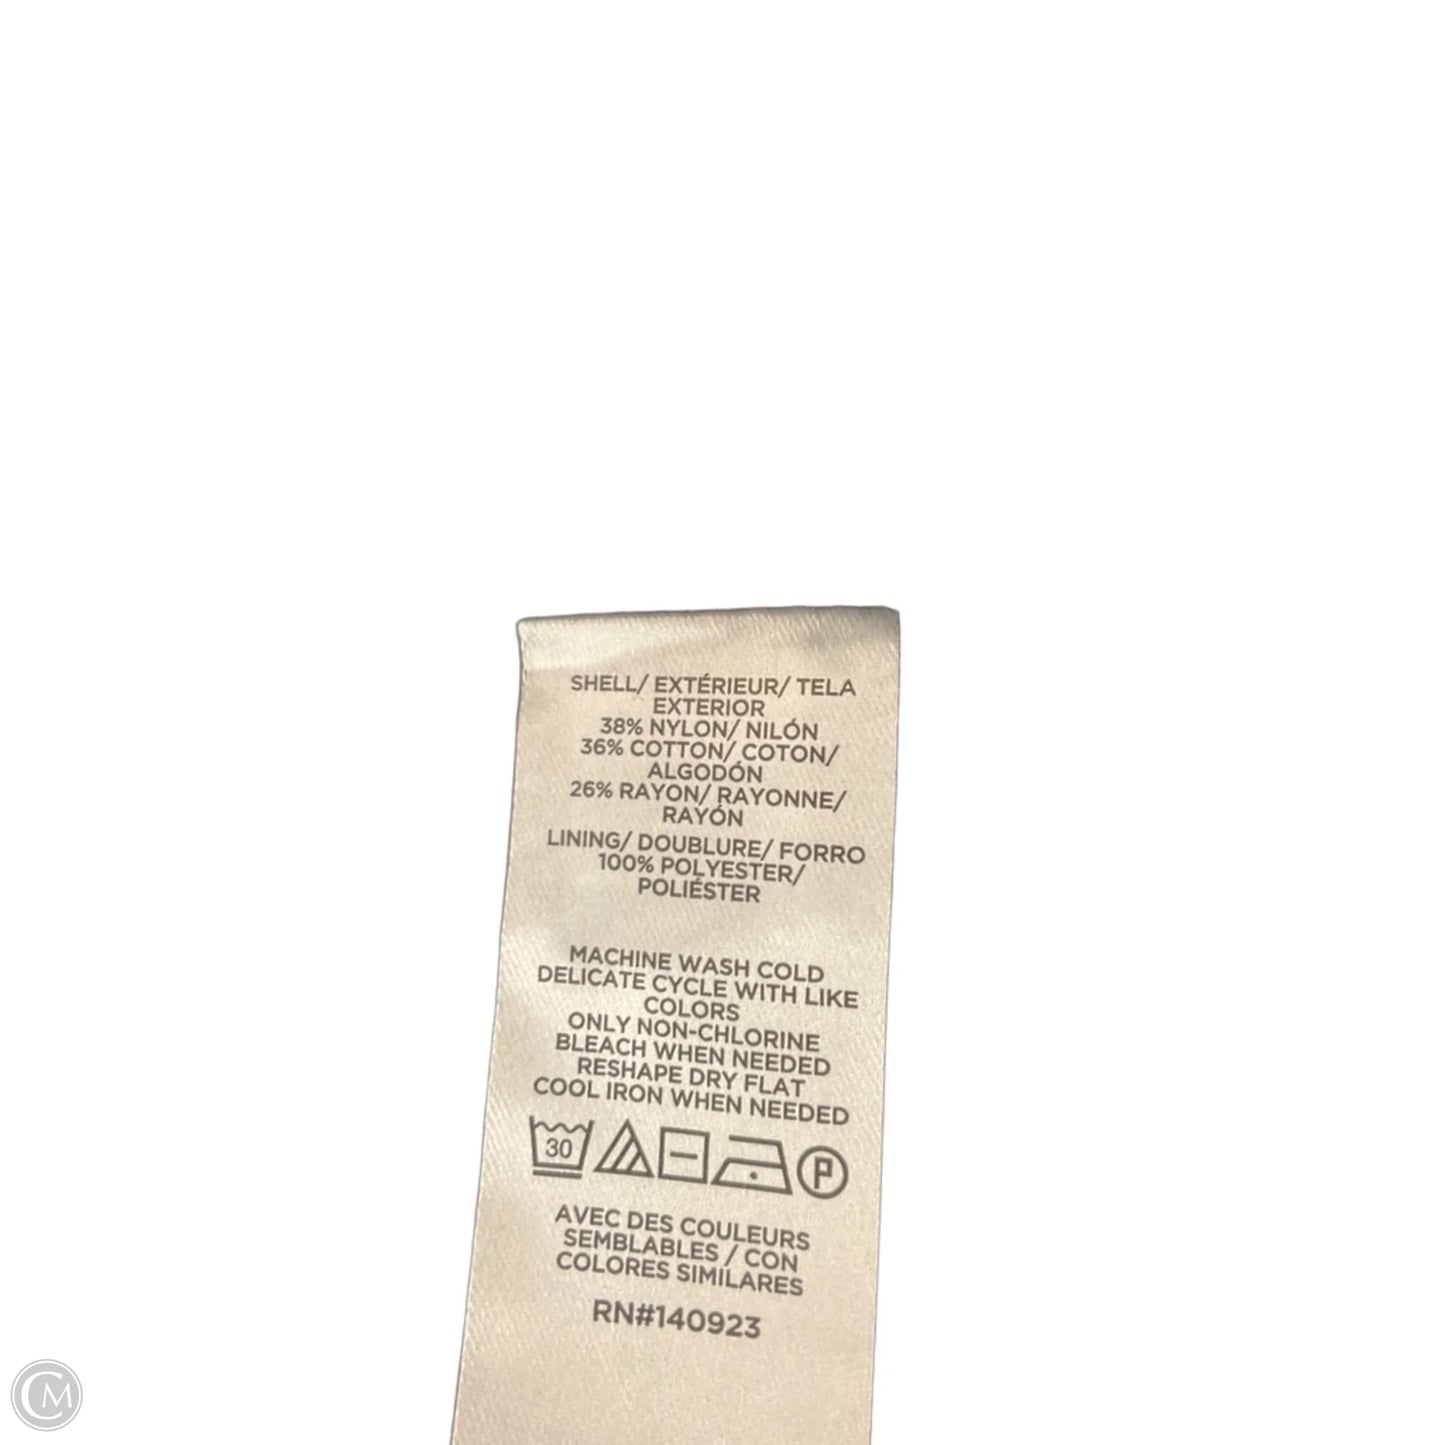 SHELL/ EXTÉRIEUR/ TELA
EXTERIOR
38% NYLON/ NILÓN
36% COTTON/ COTON/
ALGODÓN
26% RAYON/ RAYONNE/
RAYÓN
LINING/ DOUBLURE/ FORRO
100% POLYESTER/
POLIÉSTER
MACHINE WASH COLD
DELICATE CYCLE WITH LIKE
COLORS
ONLY NON-CHLORINE
BLEACH WHEN NEEDED
RESHAPE DRY FLAT
COOL IRON WHEN NEEDED
30 P
AVEC DES COULEURS
SEMBLABLES / CON
COLORES SIMILARES
RN#140923
CM